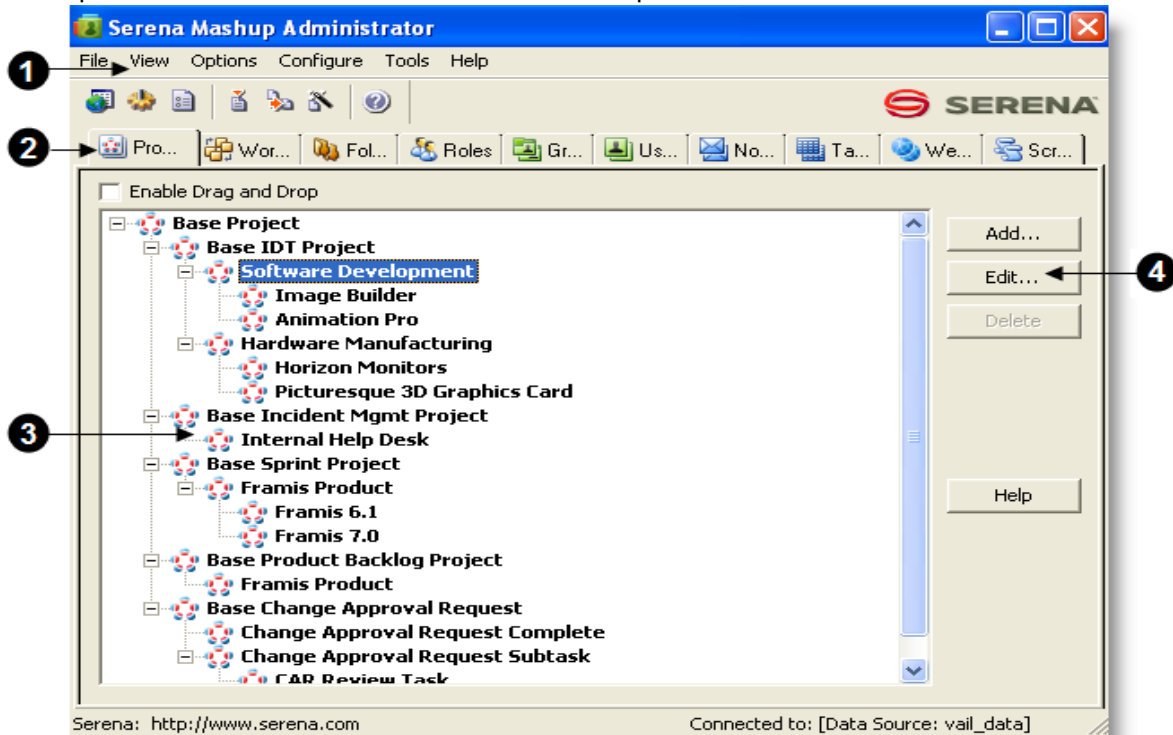 Serena Mashup Administrator
1
File View Options Configure Tools Help
SERENA
2
Pro... Wor... Fol... Roles Gr... Us... No... Ta... We... Scr...
Enable Drag and Drop
Base Project
Add...
Base IDT Project
Software Development
Edit...
4
Image Builder
Animation Pro
Delete
Hardware Manufacturing
Horizon Monitors
Picturesque 3D Graphics Card
Base Incident Mgmt Project
3
Internal Help Desk
Base Sprint Project
Framis Product
Help
Framis 6.1
Framis 7.0
Base Product Backlog Project
Framis Product
Base Change Approval Request
Change Approval Request Complete
Change Approval Request Subtask
CAR Review Task
Serena: http://www.serena.com Connected to: [Data Source: vail_data]